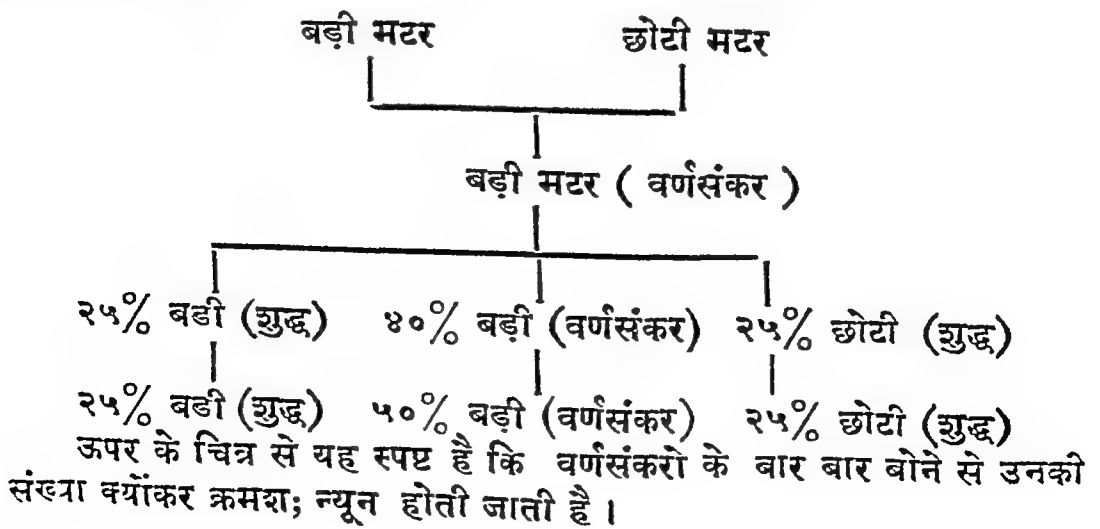 बड़ी मटर छोटी मटर
बड़ी मटर ( वर्णसंकर )
२५% बडी (शुद्ध) ४०% बड़ी (वर्णसंकर) २५% छोटी (शुद्ध)
२५% बडी (शुद्ध) ५०% बड़ी (वर्णसंकर) २५% छोटी (शुद्ध)
ऊपर के चित्र से यह स्पष्ट है कि वर्णसंकरो के बार बार बोने से उनकी
संख्या क्योंकर क्रमश; न्यून होती जाती है ।